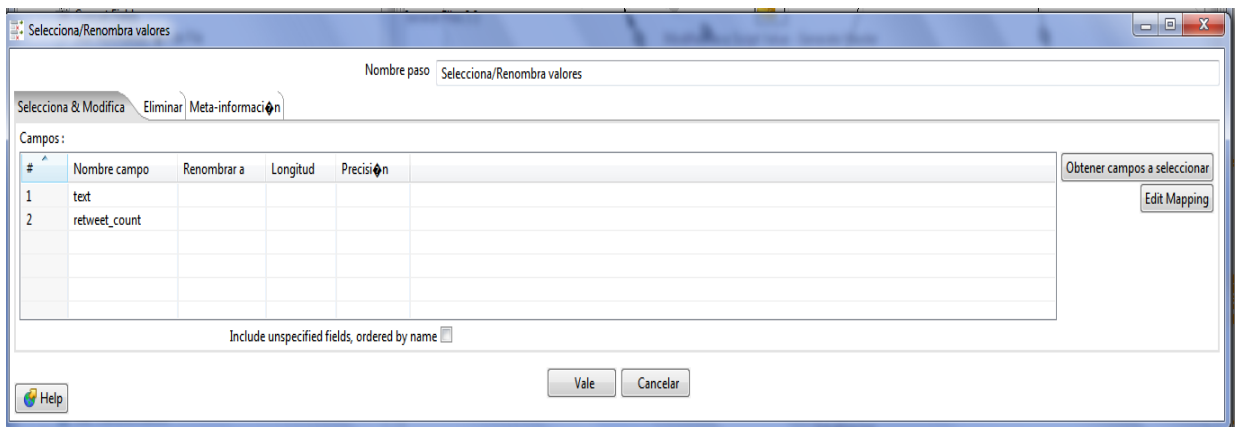 Selecciona/Renombra valores
Nombre paso Selecciona/Renombra valores
Selecciona & Modifica Eliminar Meta-informaci�n
Campos :
# Nombre campo Renombrar a Longitud Precisi�n
Obtener campos a seleccionar
1 text
Edit Mapping
2 retweet_count
Include unspecified fields, ordered by name
Vale Cancelar
Help